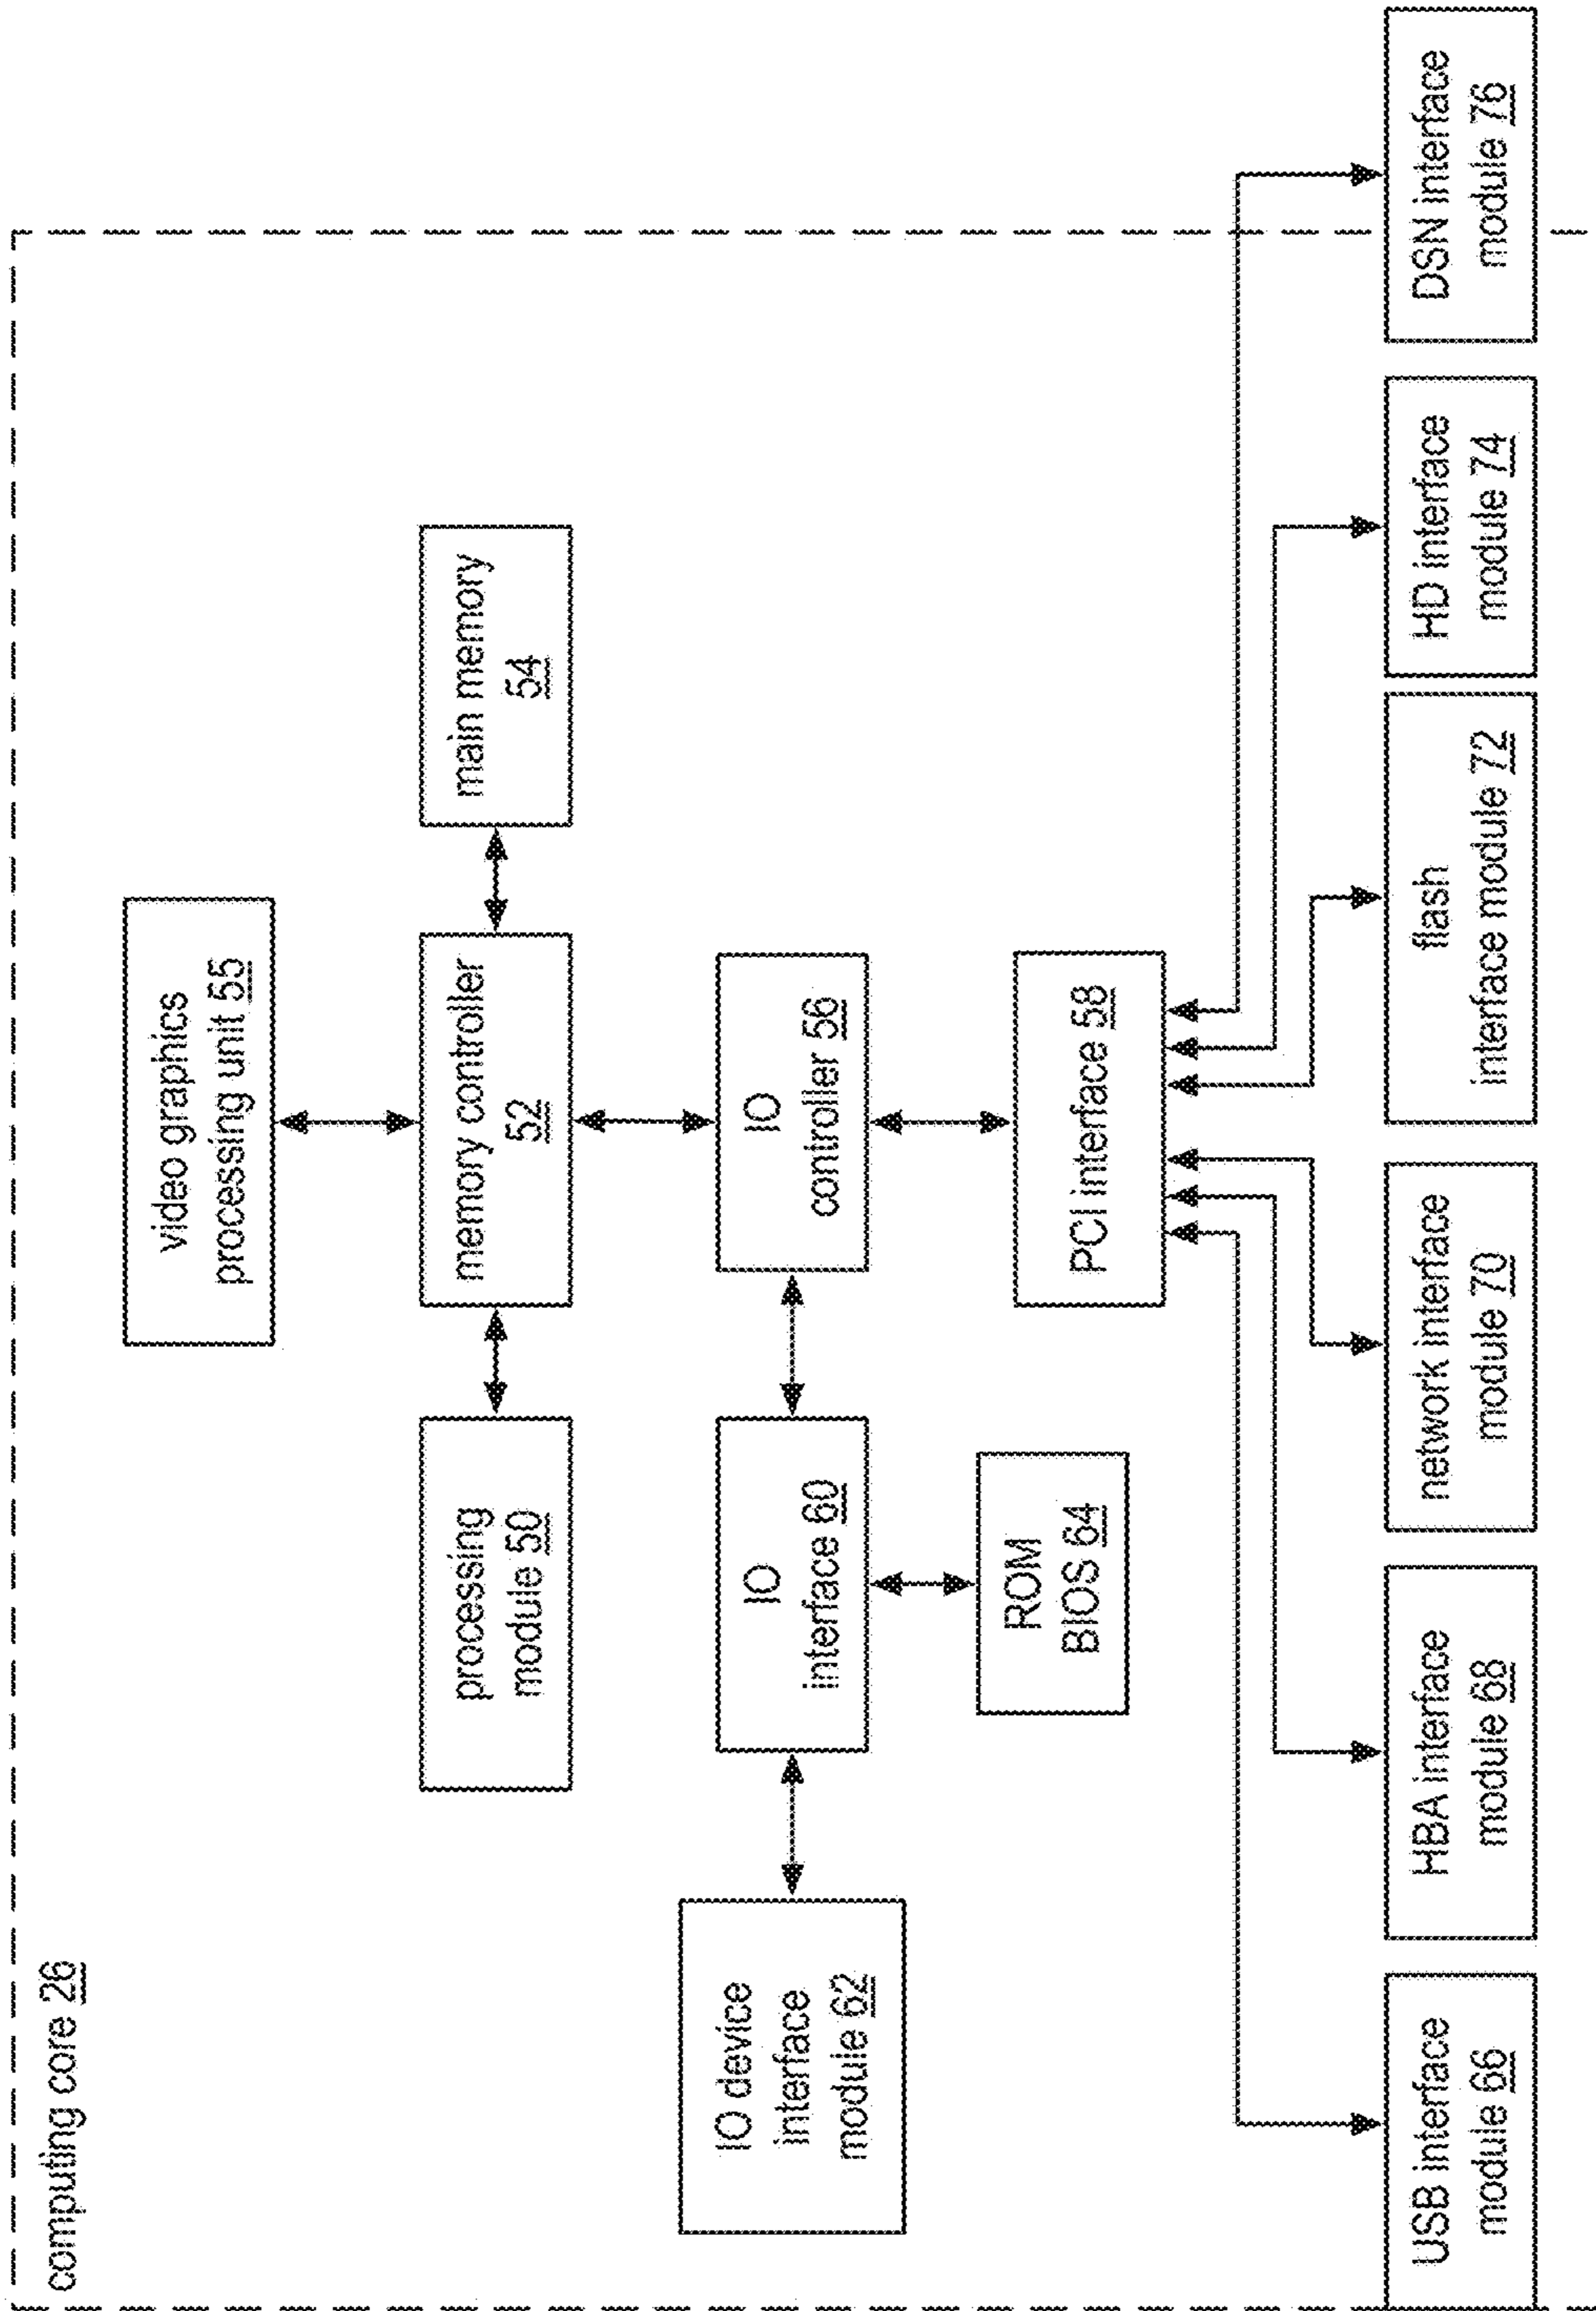 computing core 26
video graphics
processing unit 55
processing
module 50
memory controller
52
main memory
54
IO device
interface
module 62
IO
interface 60
IO
controller 56
ROM
BIOS 64
PCI interface 58
USB interface
module 66
HBA interface
module 68
network interface
module 70
flash
interface module 72
HD interface
module 74
DSN interface
module 76